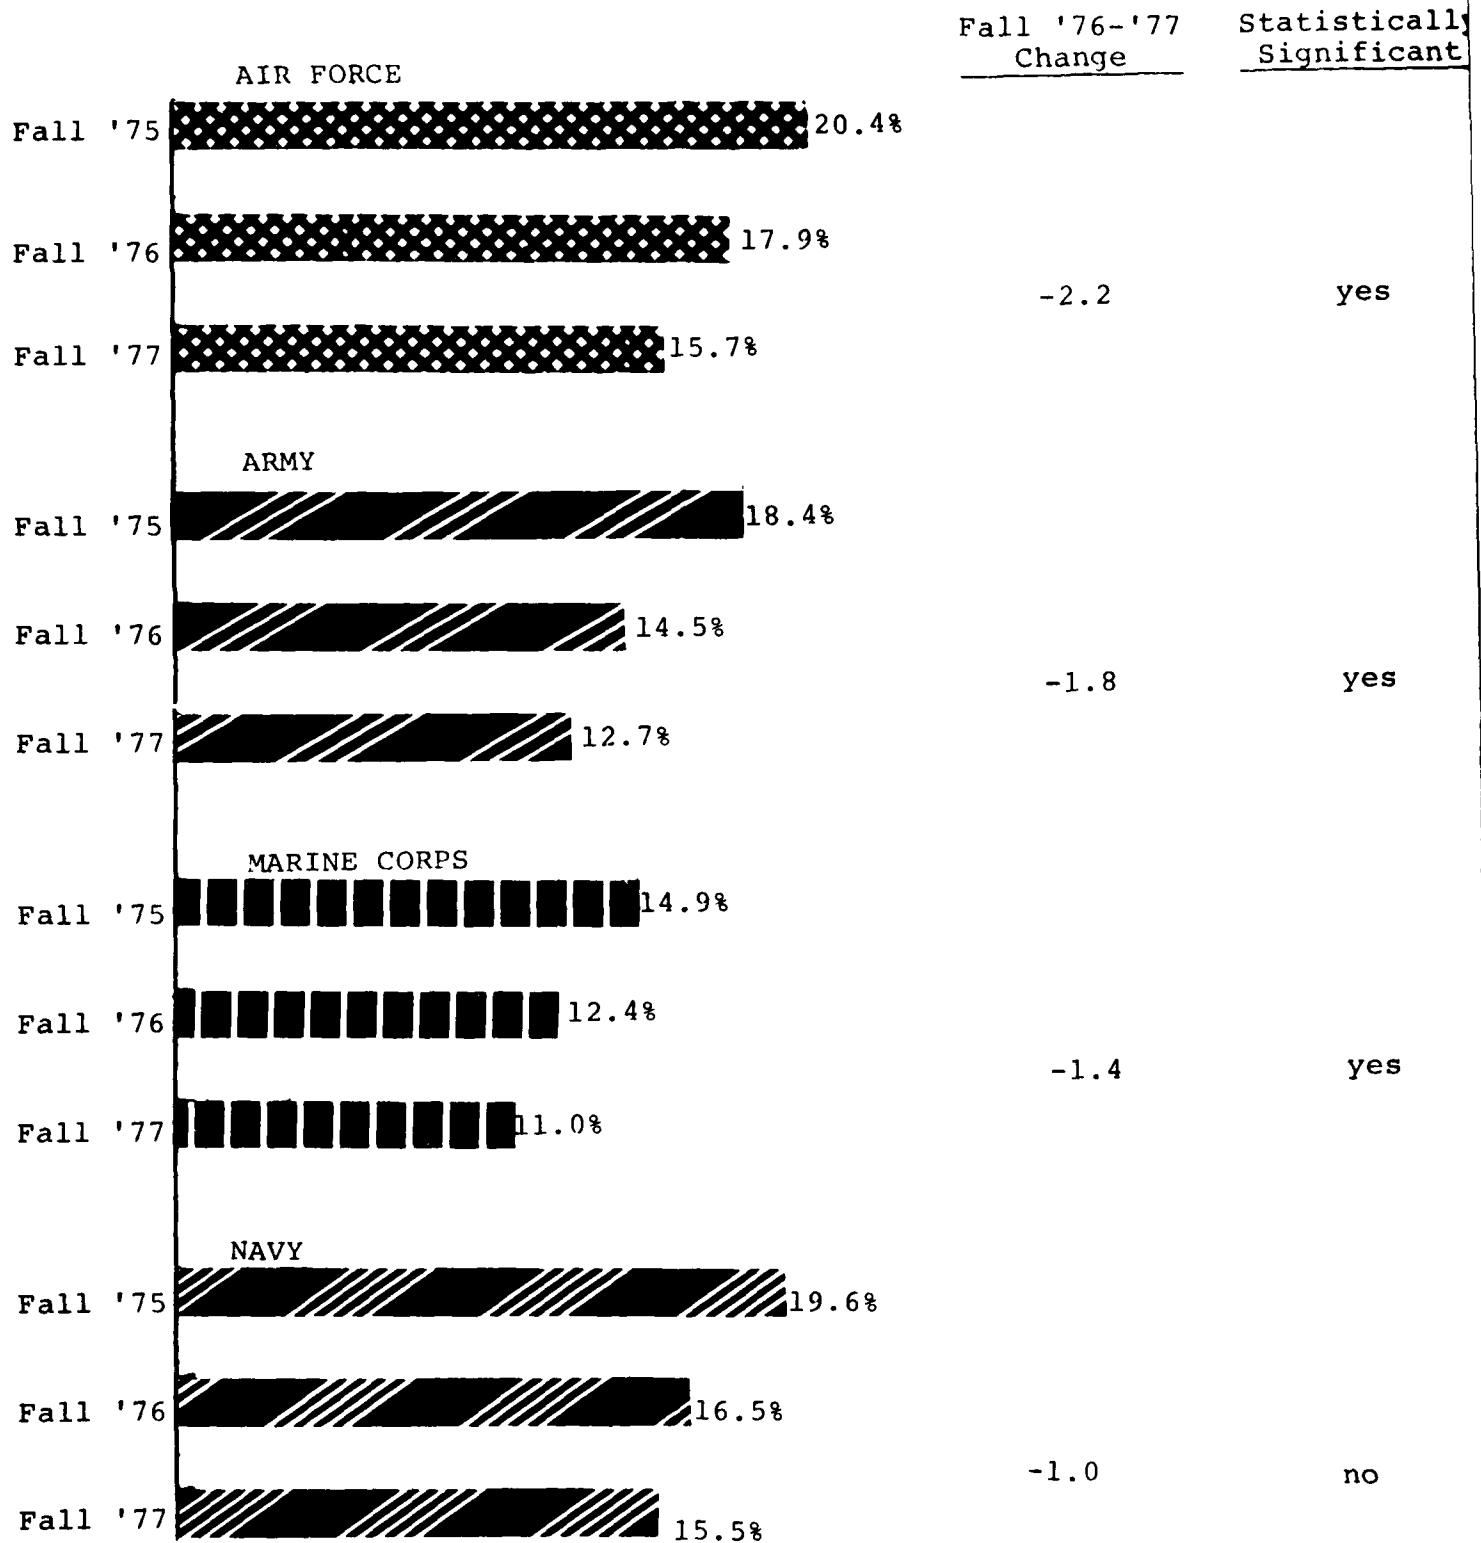 Fall '76-'77 Statistically
Change Significant
AIR FORCE
Fall '75 20.4%
Fall '76 17.9%
-2.2 yes
Fall '77 15.7%
ARMY
Fall '75 18.4%
Fall '76 14.5%
-1.8 yes
Fall '77 12.7%
MARINE CORPS
Fall '75 14.9%
Fall '76 12.4%
-1.4 yes
Fall '77 11.0%
NAVY
Fall '75 19.6%
Fall '76 16.5%
-1.0 no
Fall '77 15.5%